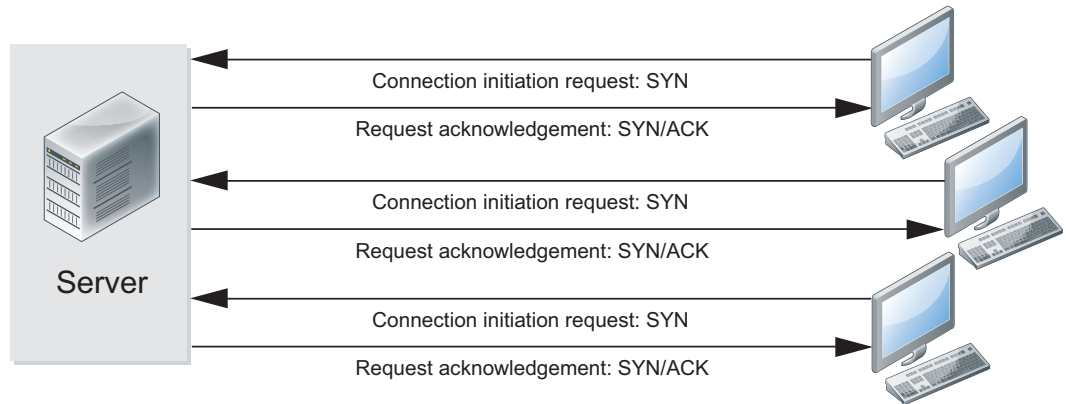 Connection initiation request: SYN
Request acknowledgement: SYN/ACK
Connection initiation request: SYN
Request acknowledgement: SYN/ACK
Server
Connection initiation request: SYN
Request acknowledgement: SYN/ACK